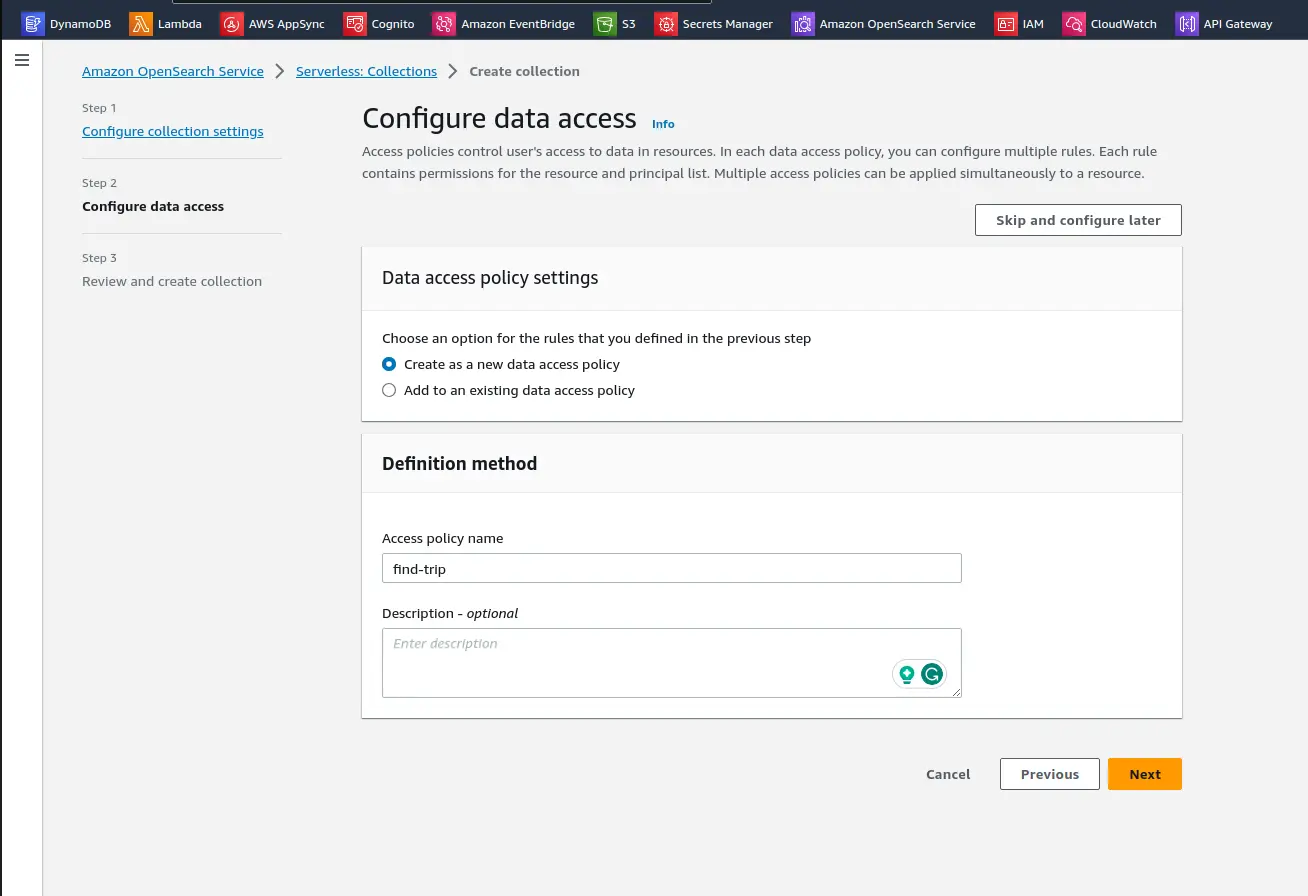 DynamoDB Lambda AWS AppSync Cognito Amazon EventBridge S3 Secrets Manager Amazon OpenSearch Service IAM CloudWatch API Gateway
Amazon OpenSearch Service Serverless: Collections Create collection
Step 1
Configure collection settings
Step 2
Configure data access
Step 3
Review and create collection
Configure data access Info
Access policies control user's access to data in resources. In each data access policy, you can configure multiple rules. Each rule
contains permissions for the resource and principal list. Multiple access policies can be applied simultaneously to a resource.
Skip and configure later
Data access policy settings
Choose an option for the rules that you defined in the previous step
Create as a new data access policy
Add to an existing data access policy
Definition method
Access policy name
find-trip
Description - optional
Enter description
Cancel Previous Next